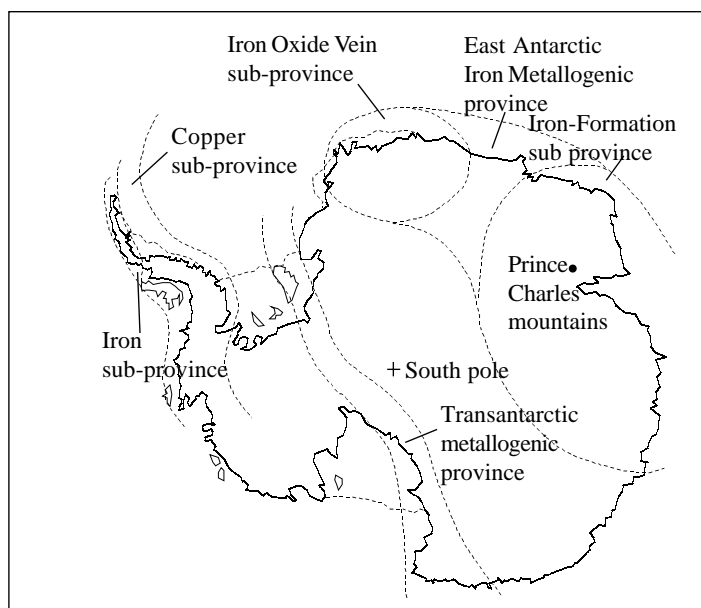 Iron Oxide Vein
sub-province
East Antarctic
Iron Metallogenic
province
Iron-Formation
sub province
Copper
sub-province
Prince
Charles
mountains
Iron
sub-province
+ South pole
Transantarctic
metallogenic
province